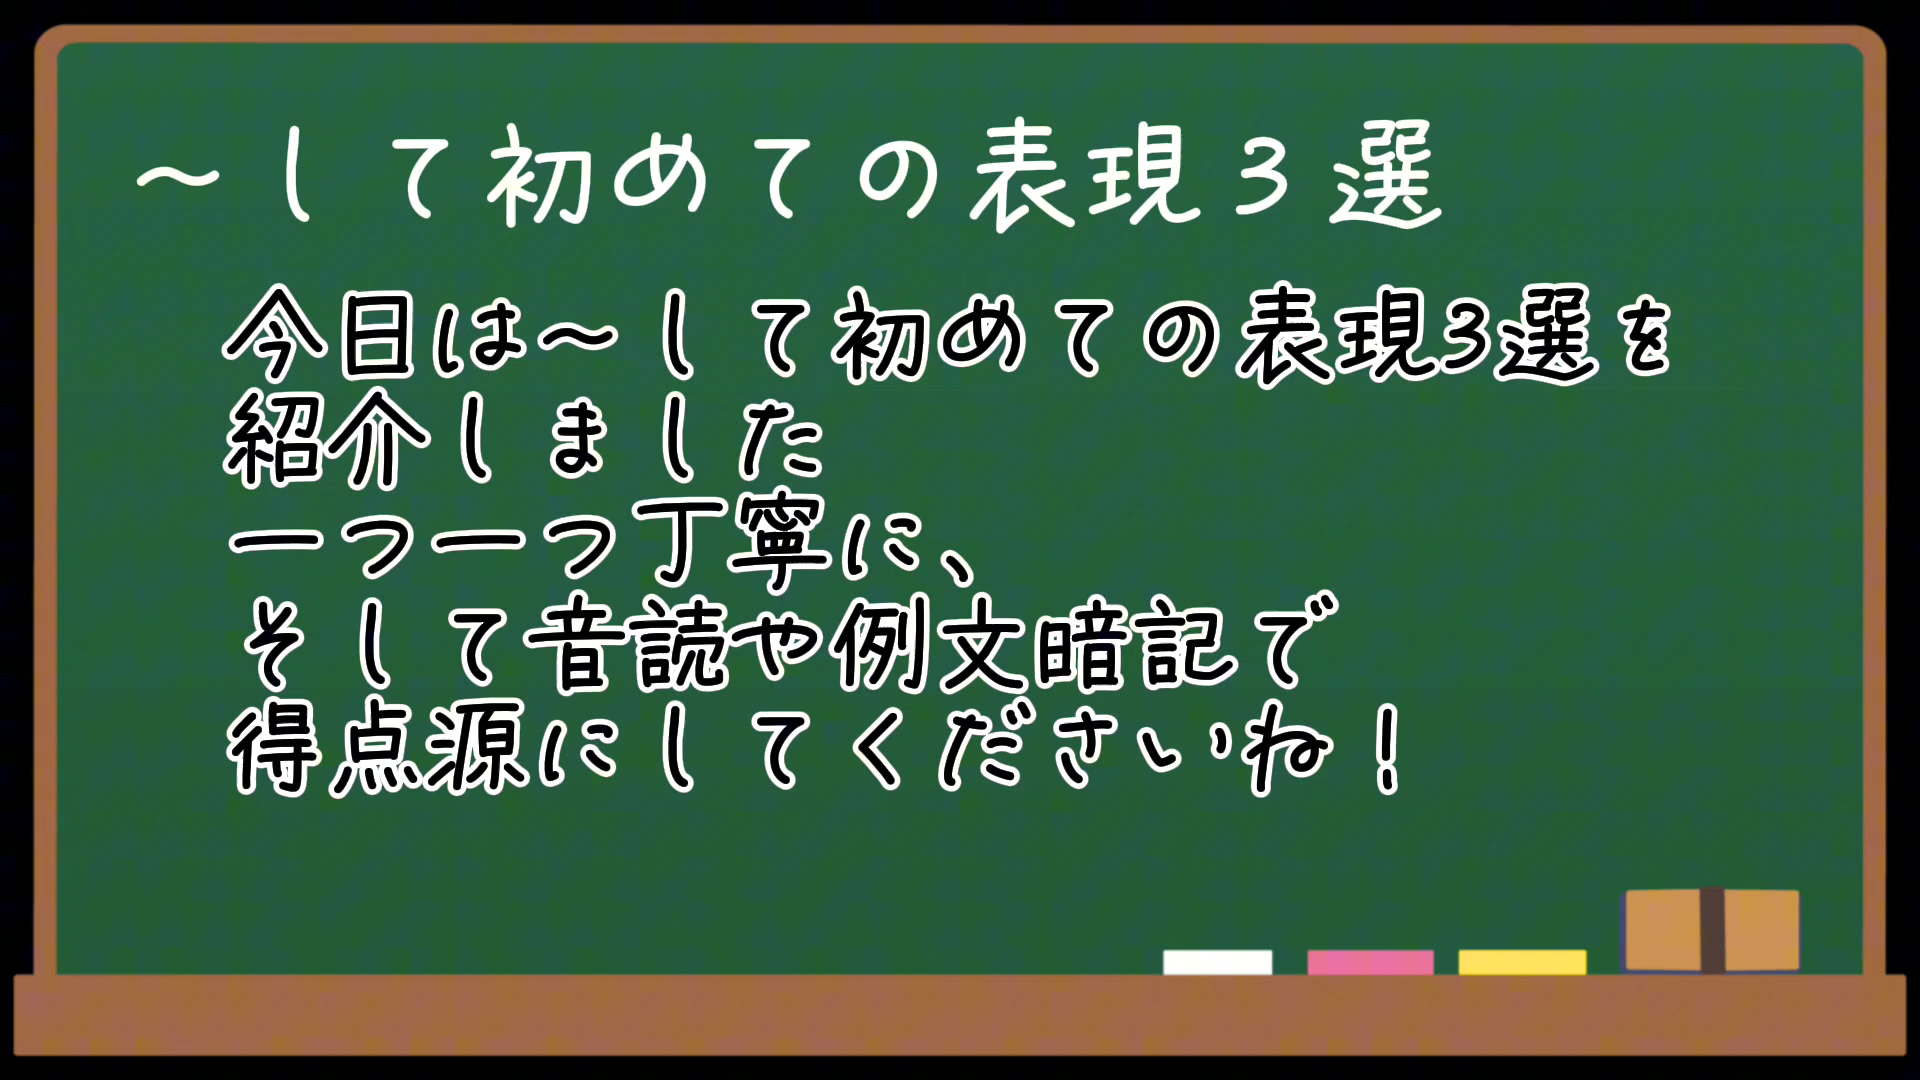 ～して初めての表現３選
今日は～して初めての表現3選を
紹介しました
一つ一つ丁寧に、
そして音読や例文暗記で
得点源にしてくださいね！